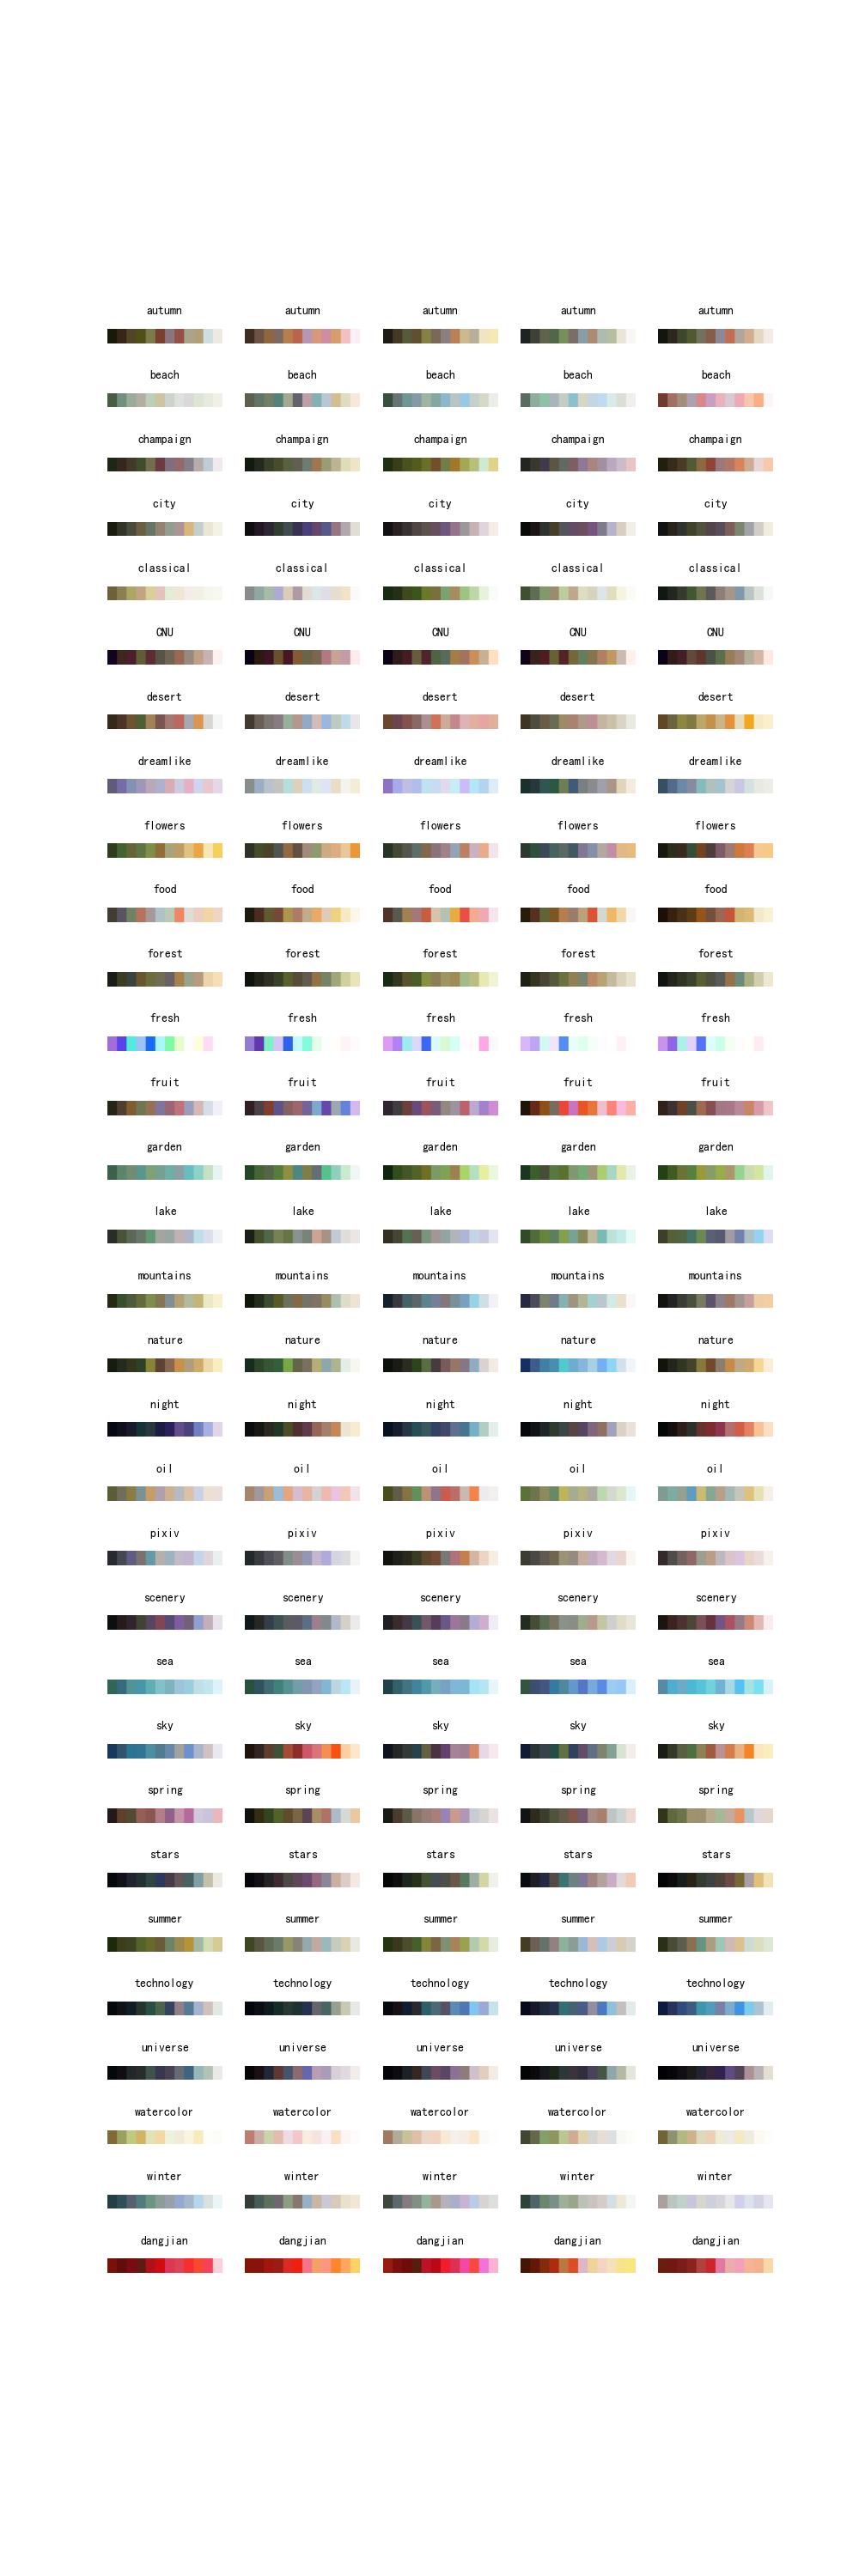 autumn autumn autumn autumn autumn
beach beach beach beach beach
champaign champaign champaign champaign champaign
city city city city city
classical classical classical classical classical
CNU CNU CNU CNU CNU
desert desert desert desert desert
dreamlike dreamlike dreamlike dreamlike dreamlike
flowers flowers flowers flowers flowers
food food food food food
forest forest forest forest forest
fresh fresh fresh fresh fresh
fruit fruit fruit fruit fruit
garden garden garden garden garden
lake lake lake lake lake
mountains mountains mountains mountains mountains
nature nature nature nature nature
night night night night night
oil oil oil oil oil
pixiv pixiv pixiv pixiv pixiv
scenery scenery scenery scenery scenery
sea sea sea sea sea
sky sky sky sky sky
spring spring spring spring spring
stars stars stars stars stars
summer summer summer summer summer
technology technology technology technology technology
universe universe universe universe universe
watercolor watercolor watercolor watercolor watercolor
winter winter winter winter winter
dangjian dangjian dangjian dangjian dangjian